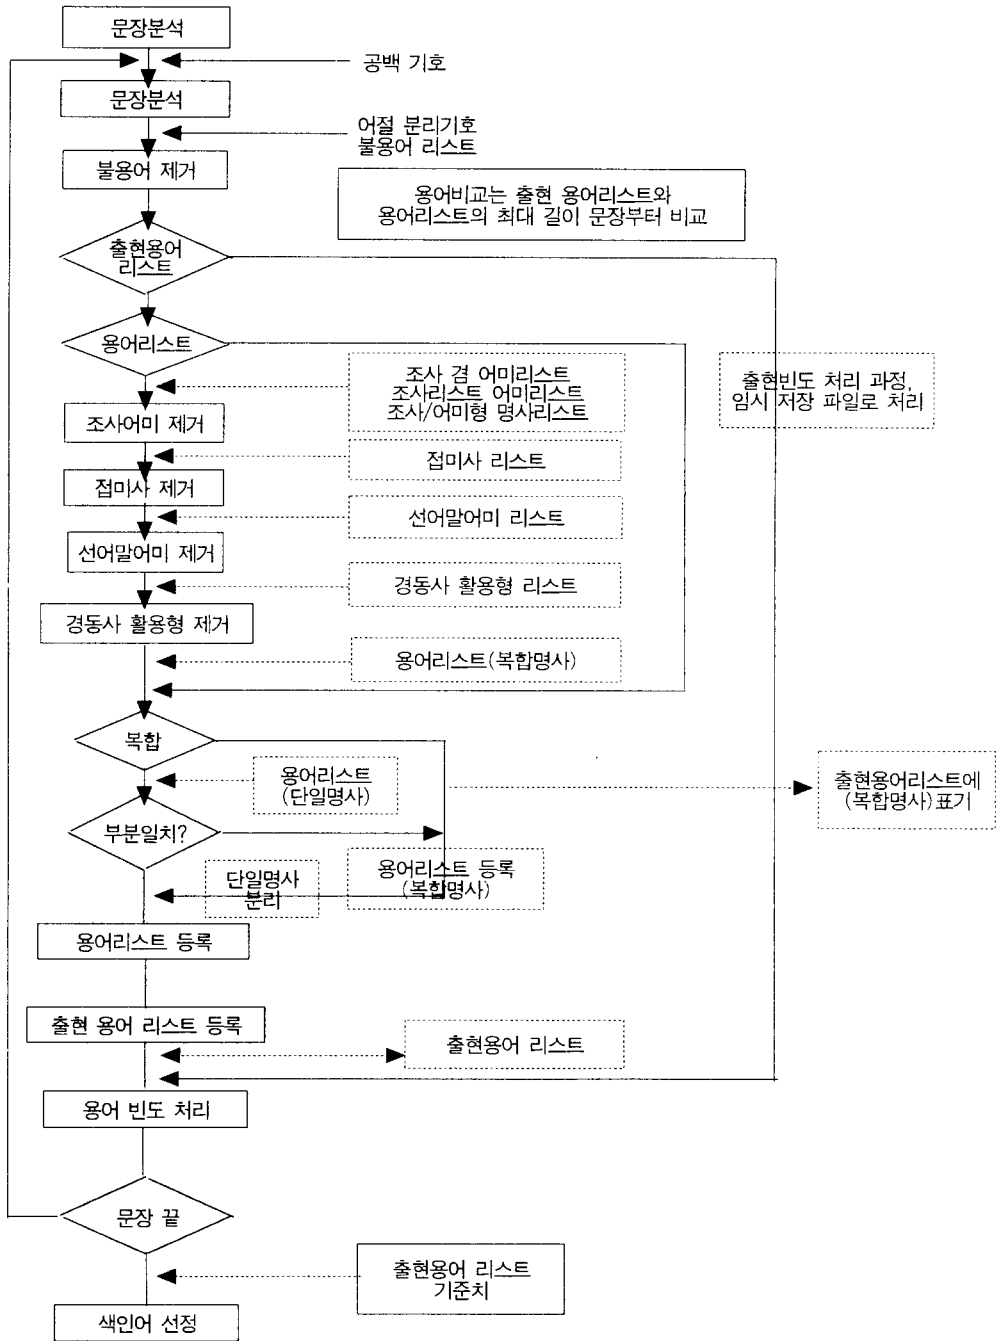 문장분석
공백 기호
문장분석
어절 분리기호
불용어 리스트
불용어 제거
용어비교는 출현 용어리스트와
용어리스트의 최대 길이 문장부터 비교
출현용어
리스트
용어리스트
조사 겸 어미리스트
조사리스트 어미리스트
조사/어미형 명사리스트
출현빈도 처리 과정,
임시 저장 파일로 처리
조사어미 제거
접미사 리스트
접미사 제거
선어말어미 리스트
선어말어미 제거
경동사 활용형 리스트
경동사 활용형 제거
용어리스트(복합명사)
복합
용어리스트
(단일명사)
출현용어리스트에
(복합명사)표기
부분일치?
단일명사
분리
용어리스트 등록
(복합명사)
용어리스트 등록
출현 용어 리스트 등록
출현용어 리스트
용어 빈도 처리
문장 끝
출현용어 리스트
기준치
색인어 선정